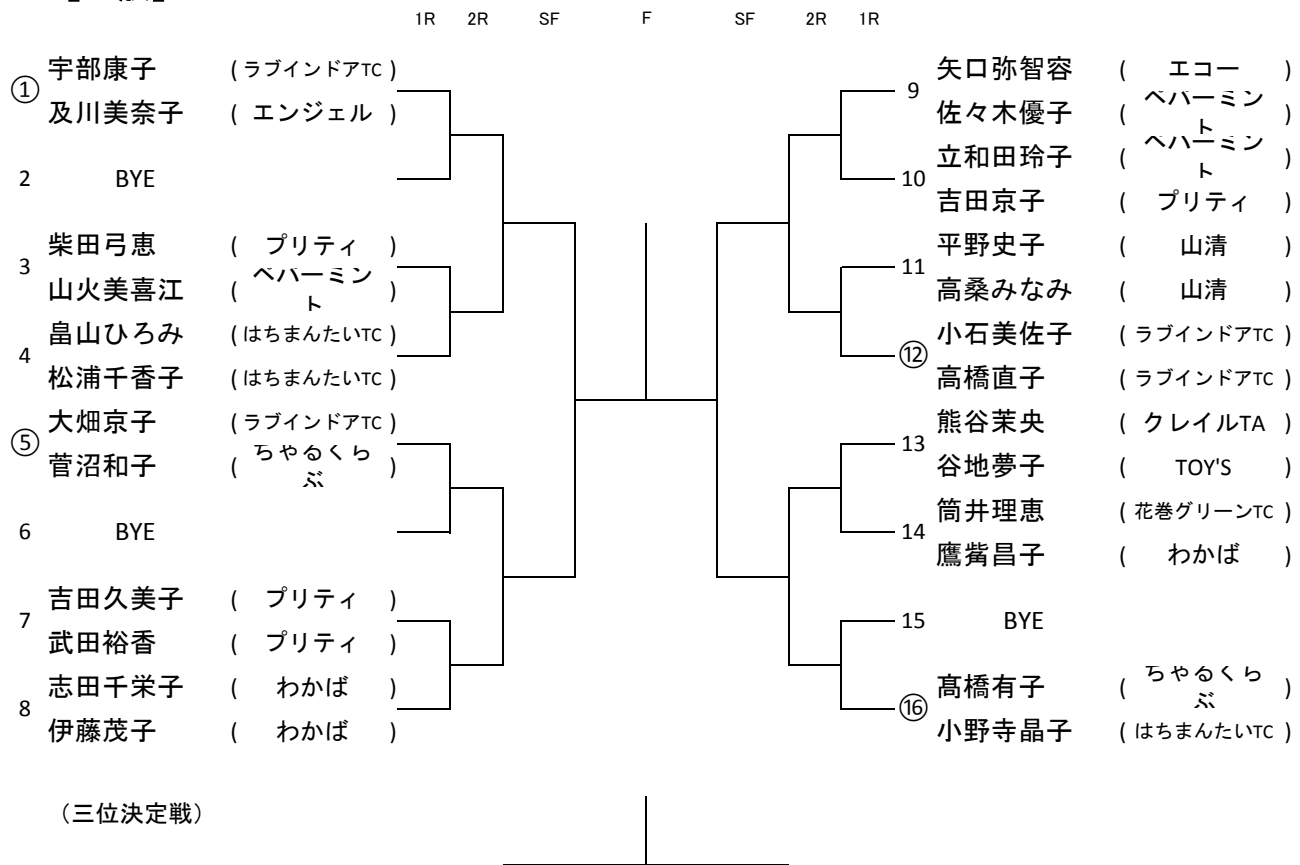 1R 2R SF F SF 2R 1R
① 宇部康子 ( ラブインドアTC )
及川美奈子 ( エンジェル )
2 BYE
3 柴田弓恵 ( プリティ )
山火美喜江 ( ペパーミント )
4 畠山ひろみ ( はちまんたいTC )
松浦千香子 ( はちまんたいTC )
⑤ 大畑京子 ( ラブインドアTC )
菅沼和子 ( ちゃるくらぶ )
6 BYE
7 吉田久美子 ( プリティ )
武田裕香 ( プリティ )
8 志田千栄子 ( わかば )
伊藤茂子 ( わかば )
9 矢口弥智容 ( エコー )
佐々木優子 ( ペパーミント )
10 立和田玲子 ( ペパーミント )
吉田京子 ( プリティ )
11 平野史子 ( 山清 )
高桑みなみ ( 山清 )
⑫ 小石美佐子 ( ラブインドアTC )
高橋直子 ( ラブインドアTC )
13 熊谷茉央 ( クレイルTA )
谷地夢子 ( TOY'S )
14 筒井理恵 ( 花巻グリーンTC )
鷹觜昌子 ( わかば )
15 BYE
⑯ 髙橋有子 ( ちゃるくらぶ )
小野寺晶子 ( はちまんたいTC )
（三位決定戦）